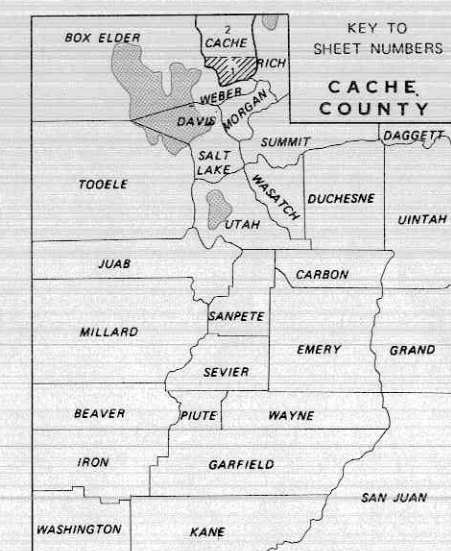 KEY TO
SHEET NUMBERS
CACHE
COUNTY
BOX ELDER
2
CACHE
1
RICH
WEBER
MORGAN
DAVIS
SUMMIT
DAGGETT
SALT
LAKE
TOOELE
WASATCH
DUCHESNE
UINTAH
UTAH
JUAB
CARBON
SANPETE
MILLARD
EMERY
GRAND
SEVIER
BEAVER
PIUTE
WAYNE
IRON
GARFIELD
SAN JUAN
WASHINGTON
KANE